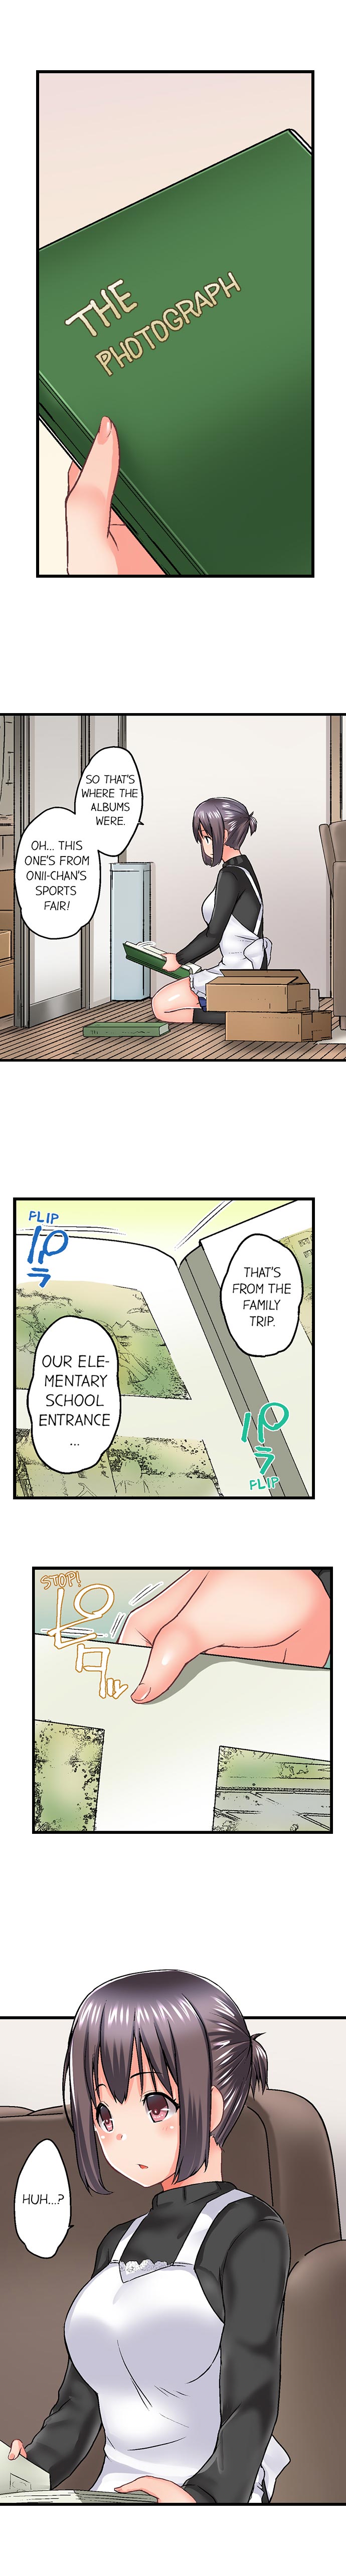 THE
PHOTOGRAPH
SO THAT'S
WHERE THE
ALBUMS
WERE.
OH... THIS
ONE'S FROM
ONII-CHAN'S
SPORTS
FAIR!
FLIP
パラ
THAT'S
FROM THE
FAMILY
TRIP.
OUR ELE-
MENTARY
SCHOOL
ENTRANCE
...
パラ
FLIP
STOP!
ピタッ
HUH...?